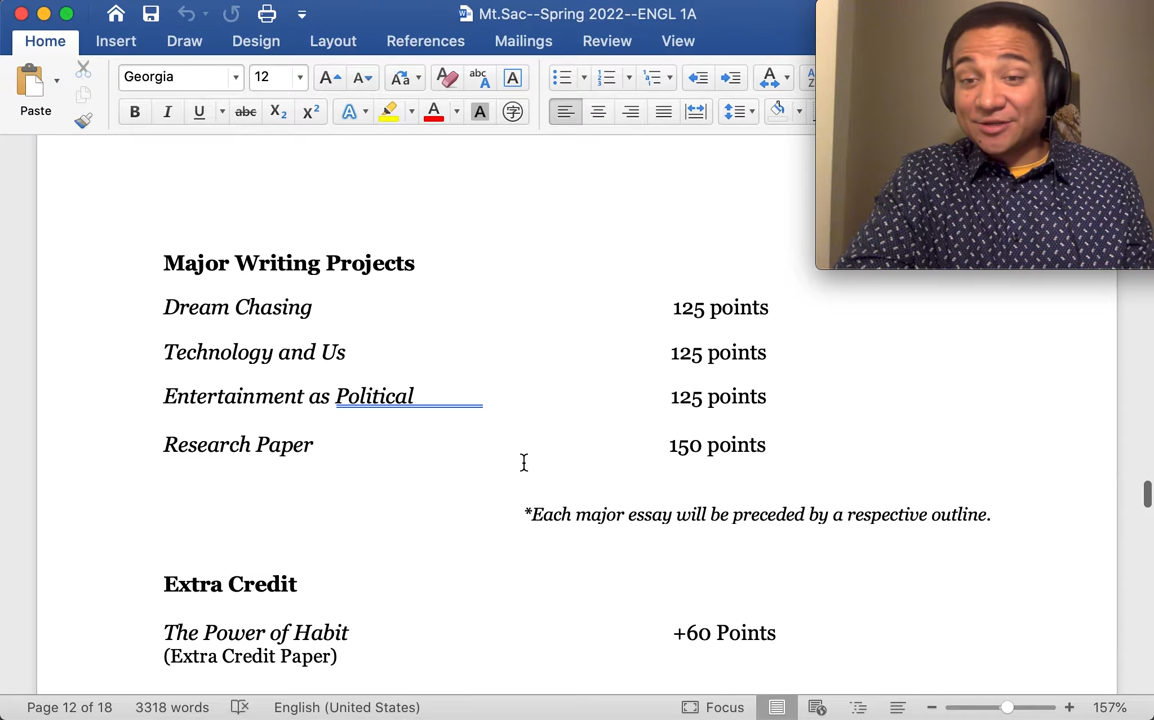 Mt.Sac--Spring 2022--ENGL 1A
Home Insert Draw Design Layout References Mailings Review View
Paste Georgia 12
Major Writing Projects
Dream Chasing 125 points
Technology and Us 125 points
Entertainment as Political 125 points
Research Paper 150 points
*Each major essay will be preceded by a respective outline.
Extra Credit
The Power of Habit +60 Points
(Extra Credit Paper)
Page 12 of 18 3318 words English (United States) Focus 157%